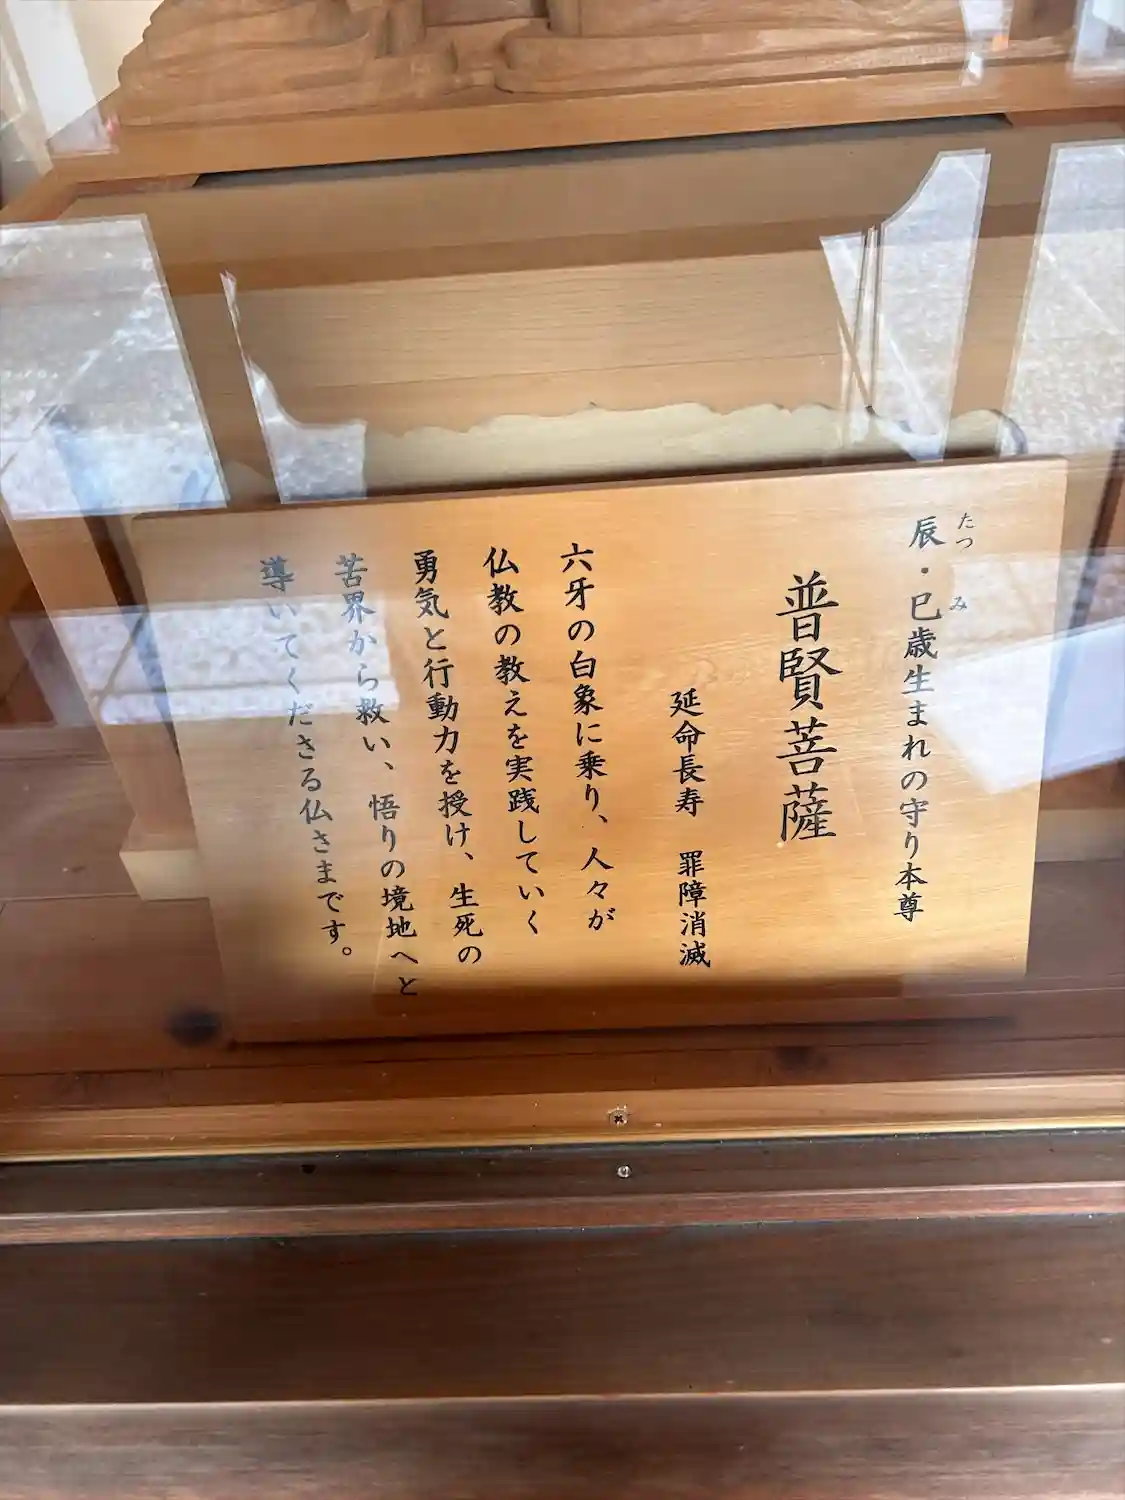 たつ み
辰・巳歳生まれの守り本尊
普賢菩薩
延命長寿　罪障消滅
六牙の白象に乗り、人々が
仏教の教えを実践していく
勇気と行動力を授け、生死の
苦界から救い、悟りの境地へと
導いてくださる仏さまです。